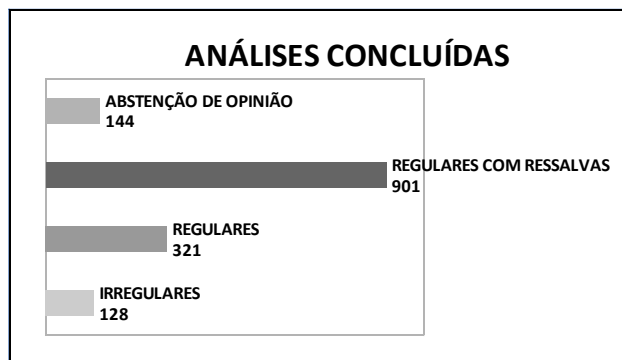 ANÁLISES CONCLUÍDAS
ABSTENÇÃO DE OPINIÃO
144
REGULARES COM RESSALVAS
901
REGULARES
321
IRREGULARES
128